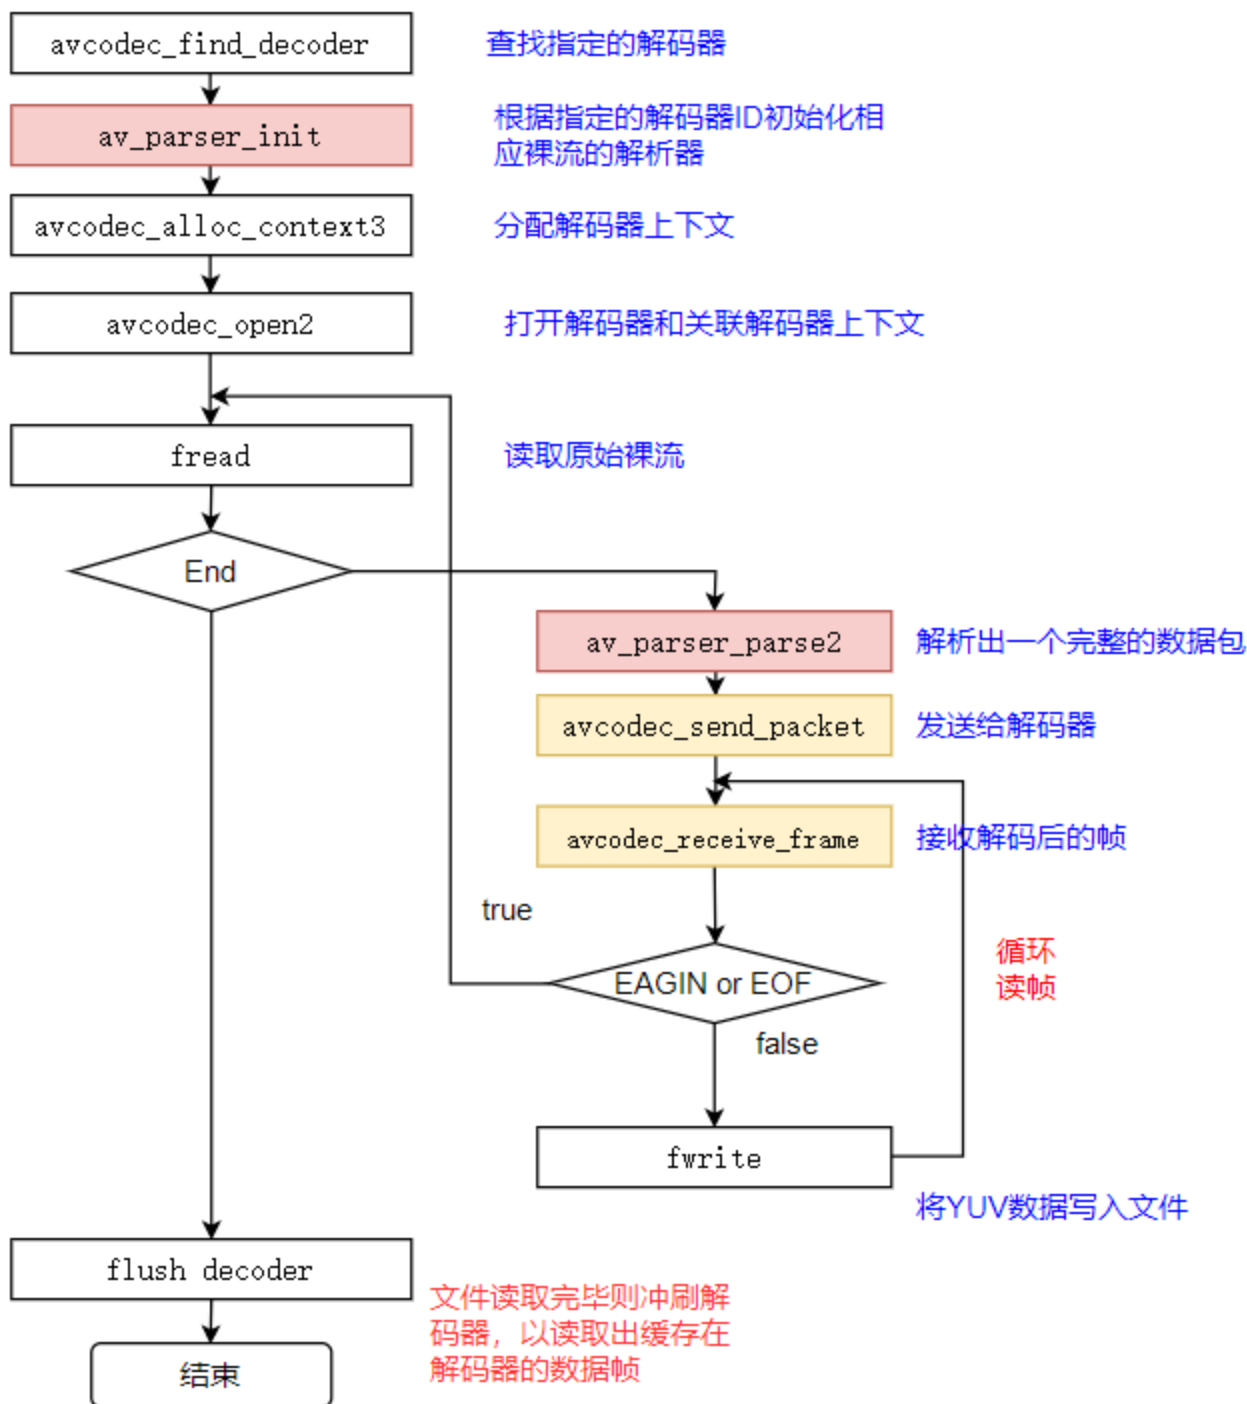 avcodec_find_decoder
查找指定的解码器
av_parser_init
根据指定的解码器ID初始化相
应裸流的解析器
avcodec_alloc_context3
分配解码器上下文
avcodec_open2
打开解码器和关联解码器上下文
fread
读取原始裸流
End
av_parser_parse2
解析出一个完整的数据包
avcodec_send_packet
发送给解码器
avcodec_receive_frame
接收解码后的帧
true
循环
读帧
EAGIN or EOF
false
fwrite
将YUV数据写入文件
flush decoder
文件读取完毕则冲刷解
码器，以读取出缓存在
解码器的数据帧
结束